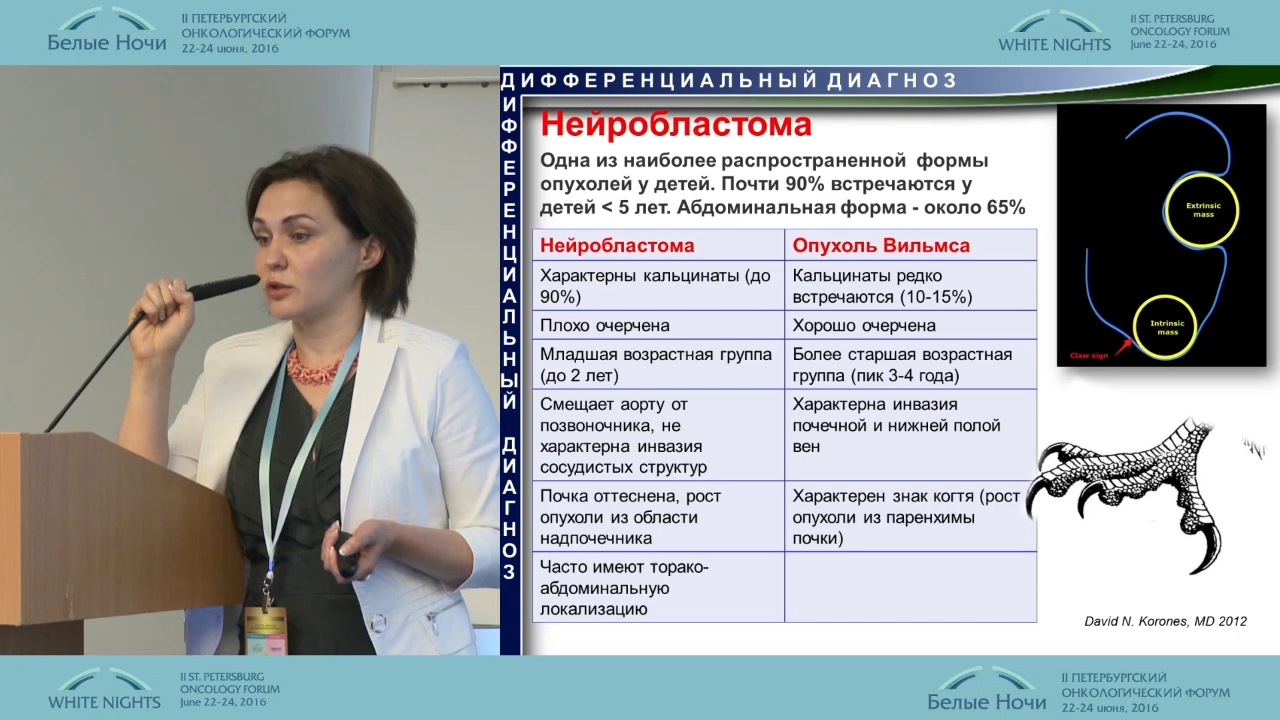 II ПЕТЕРБУРГСКИЙ
ОНКОЛОГИЧЕСКИЙ ФОРУМ
Белые Ночи
22-24 июня, 2016
II ST. PETERSBURG
ONCOLOGY FORUM
WHITE NIGHTS
June 22-24, 2016
ДИФФЕРЕНЦИАЛЬНЫЙ ДИАГНОЗ
ДИФФЕРЕНЦИАЛЬНЫЙ ДИАГНОЗ
Нейробластома
Одна из наиболее распространенной формы
опухолей у детей. Почти 90% встречаются у
детей < 5 лет. Абдоминальная форма - около 65%
Нейробластома
Опухоль Вильмса
Характерны кальцинаты (до
90%)
Кальцинаты редко
встречаются (10-15%)
Плохо очерчена
Хорошо очерчена
Младшая возрастная группа
(до 2 лет)
Более старшая возрастная
группа (пик 3-4 года)
Смещает аорту от
позвоночника, не
характерна инвазия
сосудистых структур
Характерна инвазия
почечной и нижней полой
вен
Почка оттеснена, рост
опухоли из области
надпочечника
Характерен знак когтя (рост
опухоли из паренхимы
почки)
Часто имеют торако-
абдоминальную
локализацию
Extrinsic
mass
Intrinsic
mass
Claw sign
David N. Korones, MD 2012
II ST. PETERSBURG
ONCOLOGY FORUM
WHITE NIGHTS
June 22-24, 2016
II ПЕТЕРБУРГСКИЙ
ОНКОЛОГИЧЕСКИЙ ФОРУМ
Белые Ночи
22-24 июня, 2016